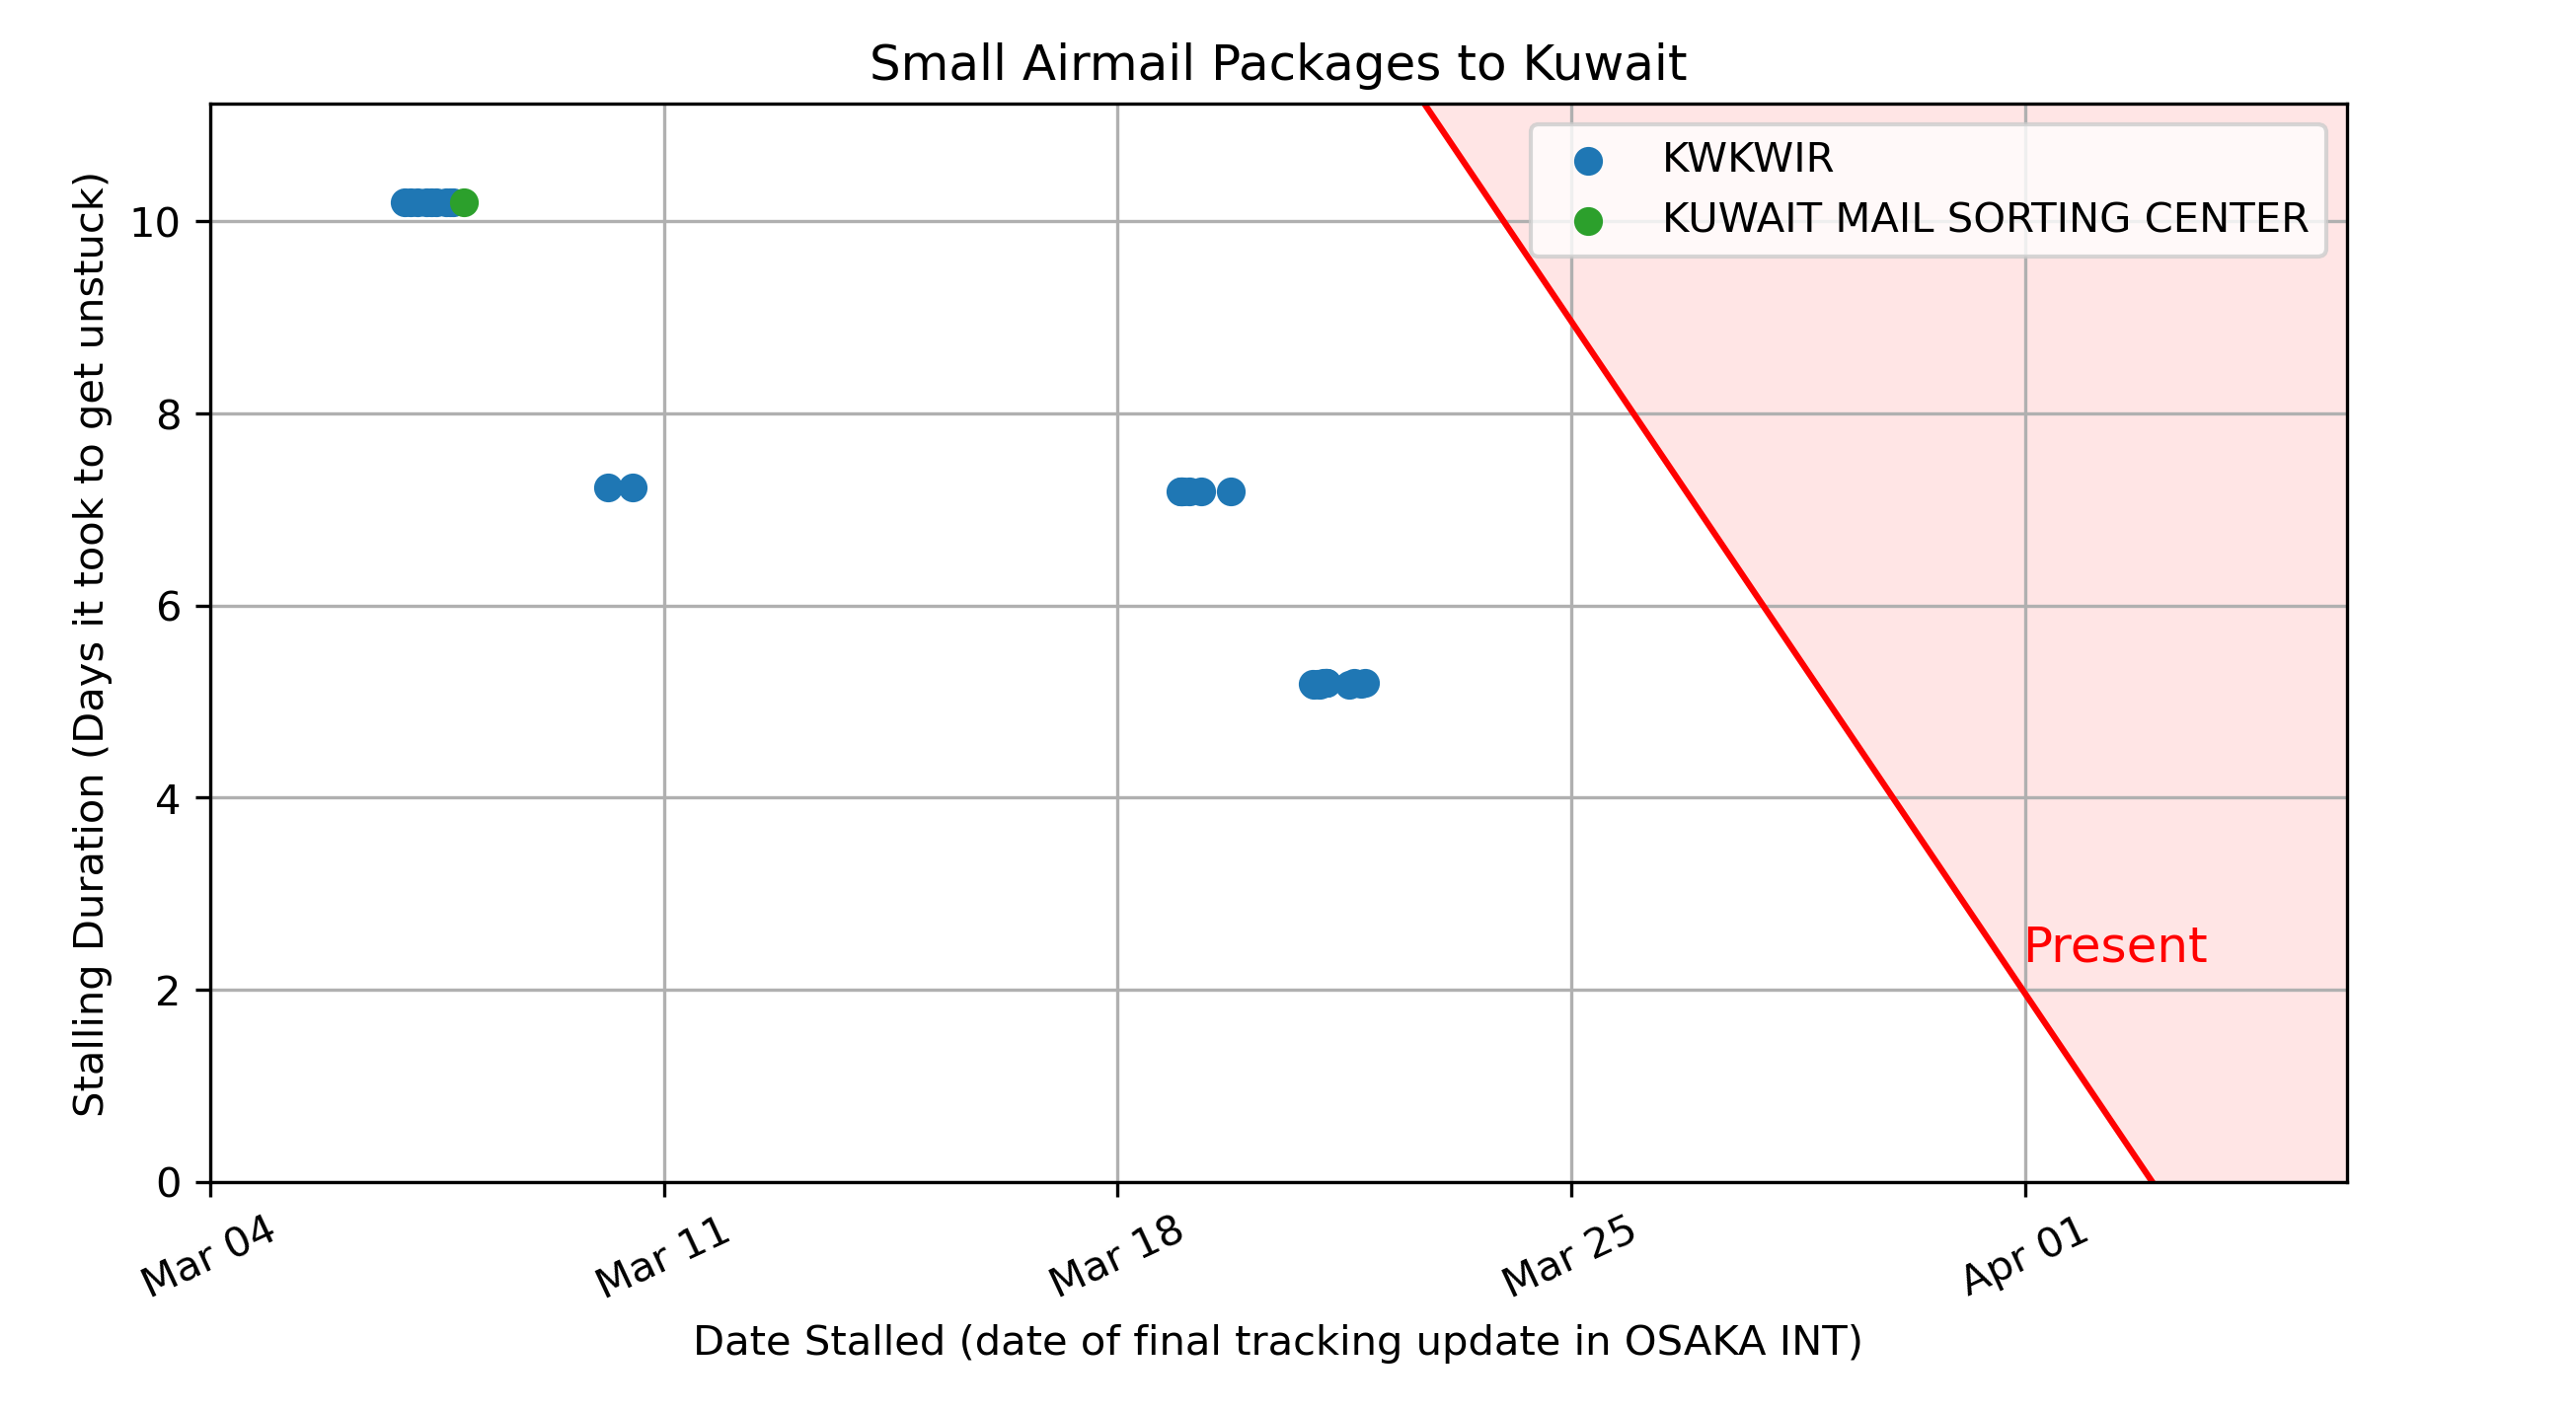 Small Airmail Packages to Kuwait
KWKWIR
KUWAIT MAIL SORTING CENTER
Stalling Duration (Days it took to get unstuck)
10
8
6
4
2
0
Present
Mar 04
Mar 11
Mar 18
Mar 25
Apr 01
Date Stalled (date of final tracking update in OSAKA INT)